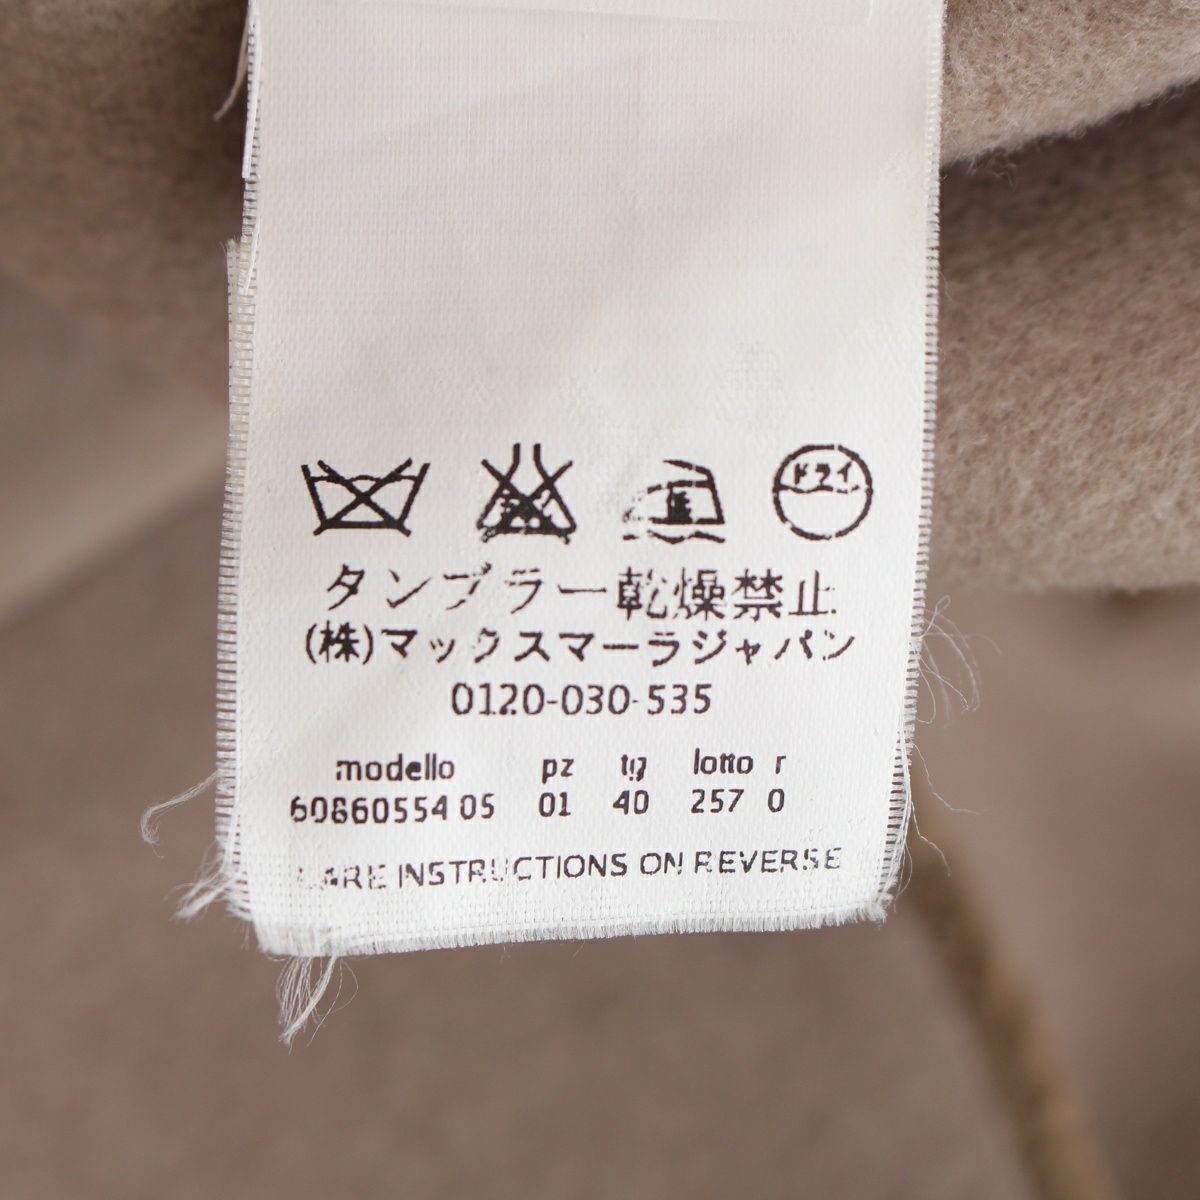 ドライ
タンブラー乾燥禁止
(株)マックスマーラジャパン
0120-030-535
modello pz tg lotto r
60860554 05 01 40 257 0
CARE INSTRUCTIONS ON REVERSE